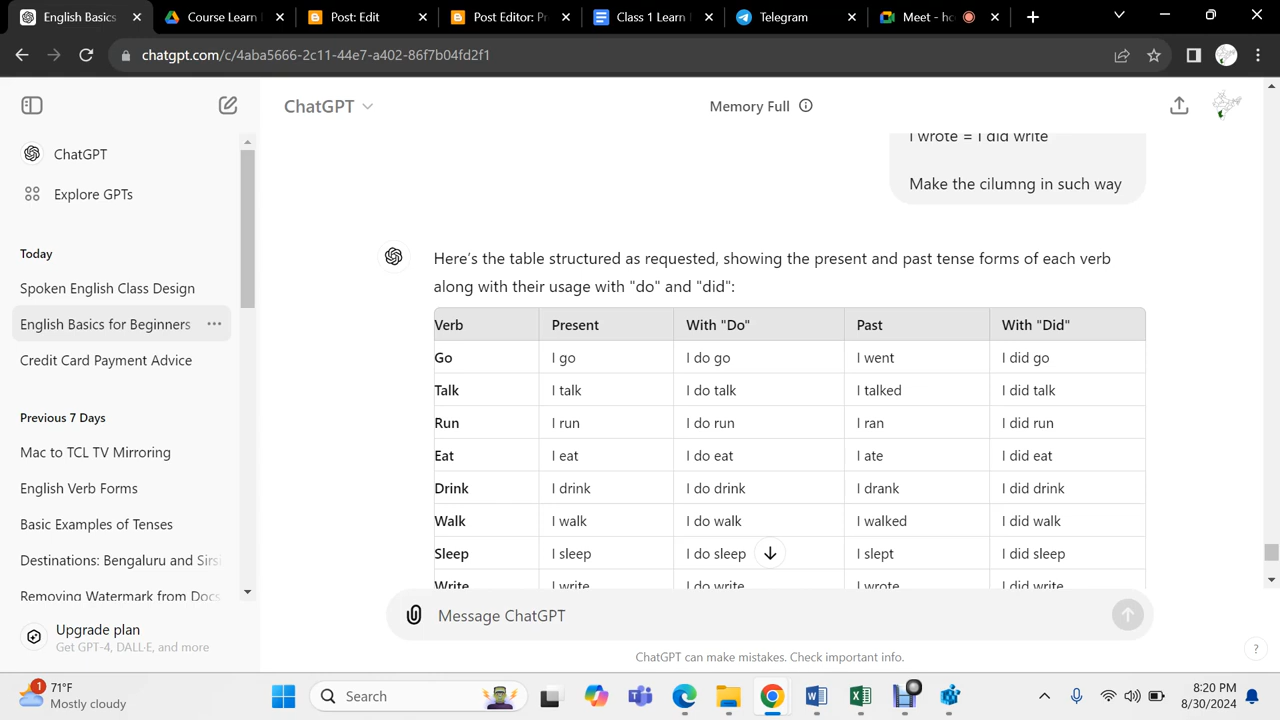 English Basics
Course Learn
Post: Edit
Post Editor: Pr
Class 1 Learn
Telegram
Meet - ho
chatgpt.com/c/4aba5666-2c11-44e7-a402-86f7b04fd2f1
ChatGPT
Memory Full
ChatGPT
Explore GPTs
Today
Spoken English Class Design
English Basics for Beginners
Credit Card Payment Advice
Previous 7 Days
Mac to TCL TV Mirroring
English Verb Forms
Basic Examples of Tenses
Destinations: Bengaluru and Sirsi
Removing Watermark from Docs
Upgrade plan
Get GPT-4, DALL·E, and more
I wrote = I did write
Make the cilumng in such way
Here's the table structured as requested, showing the present and past tense forms of each verb
along with their usage with "do" and "did":
Verb Present With "Do" Past With "Did"
Go I go I do go I went I did go
Talk I talk I do talk I talked I did talk
Run I run I do run I ran I did run
Eat I eat I do eat I ate I did eat
Drink I drink I do drink I drank I did drink
Walk I walk I do walk I walked I did walk
Sleep I sleep I do sleep I slept I did sleep
Write I write I do write I wrote I did write
Message ChatGPT
ChatGPT can make mistakes. Check important info.
?
1
71°F
Mostly cloudy
Search
8:20 PM
8/30/2024